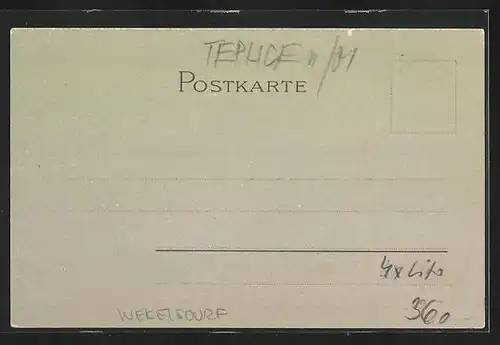 TEPLICE n/M
POSTKARTE
4x Lito
WEKELSDORF
360,-